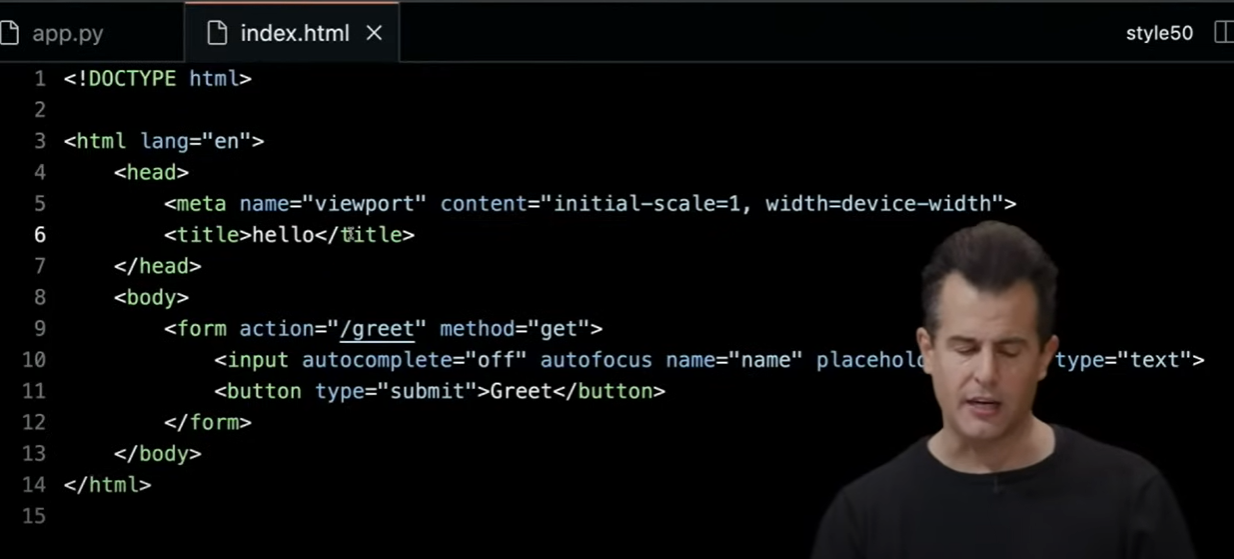 app.py index.html × style50
1 <!DOCTYPE html>
2
3 <html lang="en">
4 <head>
5 <meta name="viewport" content="initial-scale=1, width=device-width">
6 <title>hello</title>
7 </head>
8 <body>
9 <form action="/greet" method="get">
10 <input autocomplete="off" autofocus name="name" type="text">
11 <button type="submit">Greet</button>
12 </form>
13 </body>
14 </html>
15